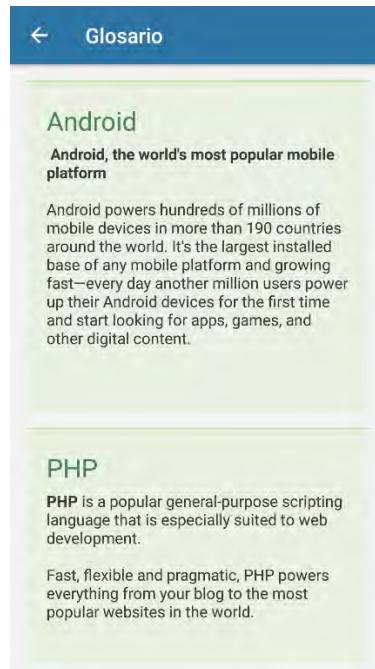 Glosario
Android
Android, the world's most popular mobile
platform
Android powers hundreds of millions of
mobile devices in more than 190 countries
around the world. It's the largest installed
base of any mobile platform and growing
fast—every day another million users power
up their Android devices for the first time
and start looking for apps, games, and
other digital content.
PHP
PHP is a popular general-purpose scripting
language that is especially suited to web
development.
Fast, flexible and pragmatic, PHP powers
everything from your blog to the most
popular websites in the world.